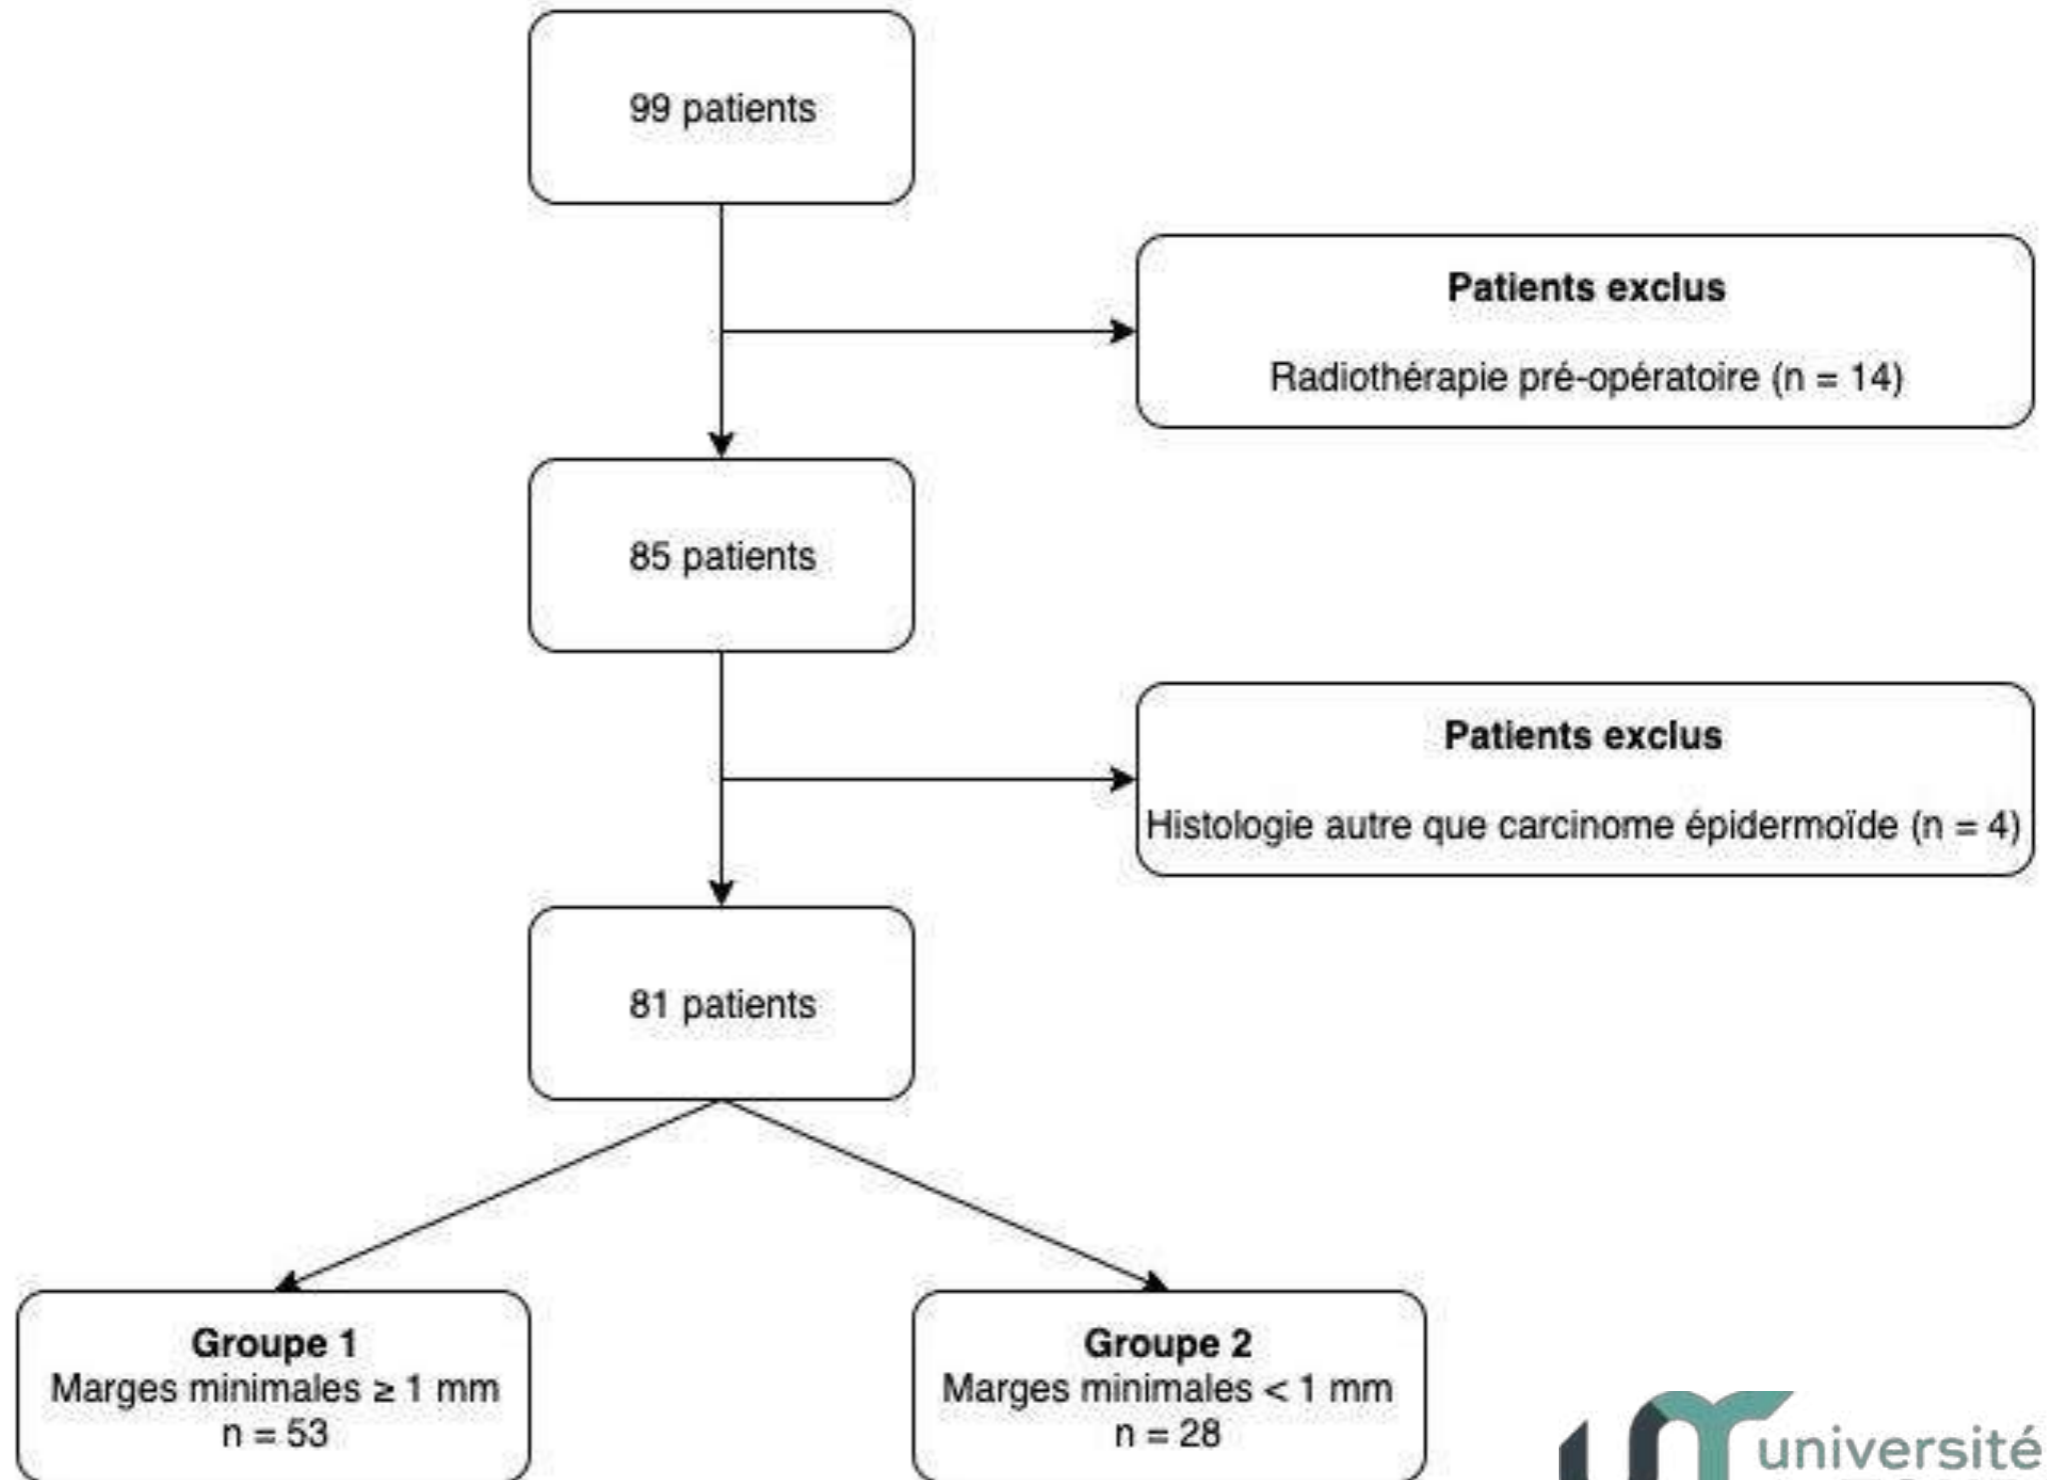 99 patients
Patients exclus
Radiothérapie pré-opératoire (n = 14)
85 patients
Patients exclus
Histologie autre que carcinome épidermoïde (n = 4)
81 patients
Groupe 1
Marges minimales ≥ 1 mm
n = 53
Groupe 2
Marges minimales < 1 mm
n = 28
université